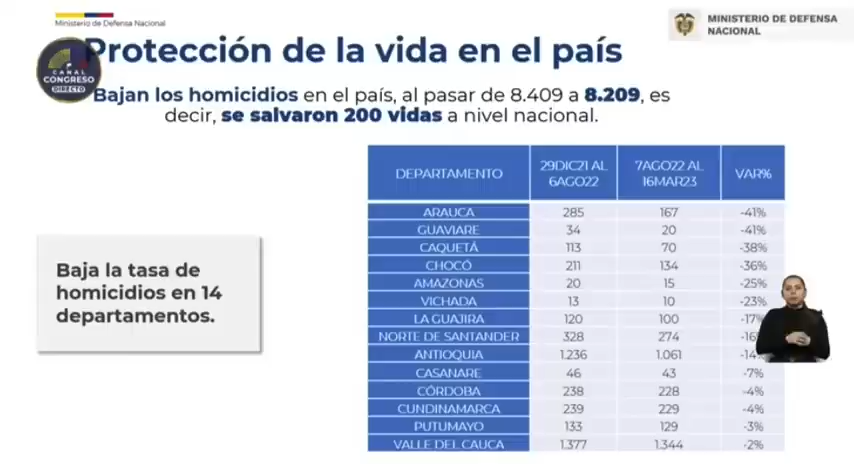 Ministerio de Defensa Nacional
MINISTERIO DE DEFENSA
NACIONAL
Protección de la vida en el país
CANAL
CONGRESO
DIRECTO
Bajan los homicidios en el país, al pasar de 8.409 a 8.209, es
decir, se salvaron 200 vidas a nivel nacional.
DEPARTAMENTO 29DIC21 AL 6AGO22 7AGO22 AL 16MAR23 VAR%
ARAUCA 285 167 -41%
GUAVIARE 34 20 -41%
CAQUETÁ 113 70 -38%
CHOCÓ 211 134 -36%
AMAZONAS 20 15 -25%
VICHADA 13 10 -23%
LA GUAJIRA 120 100 -17%
NORTE DE SANTANDER 328 274 -16
ANTIOQUIA 1.236 1.061 -14
CASANARE 46 43 -7%
CÓRDOBA 238 228 -4%
CUNDINAMARCA 239 229 -4%
PUTUMAYO 133 129 -3%
VALLE DEL CAUCA 1.377 1.344 -2%
Baja la tasa de
homicidios en 14
departamentos.